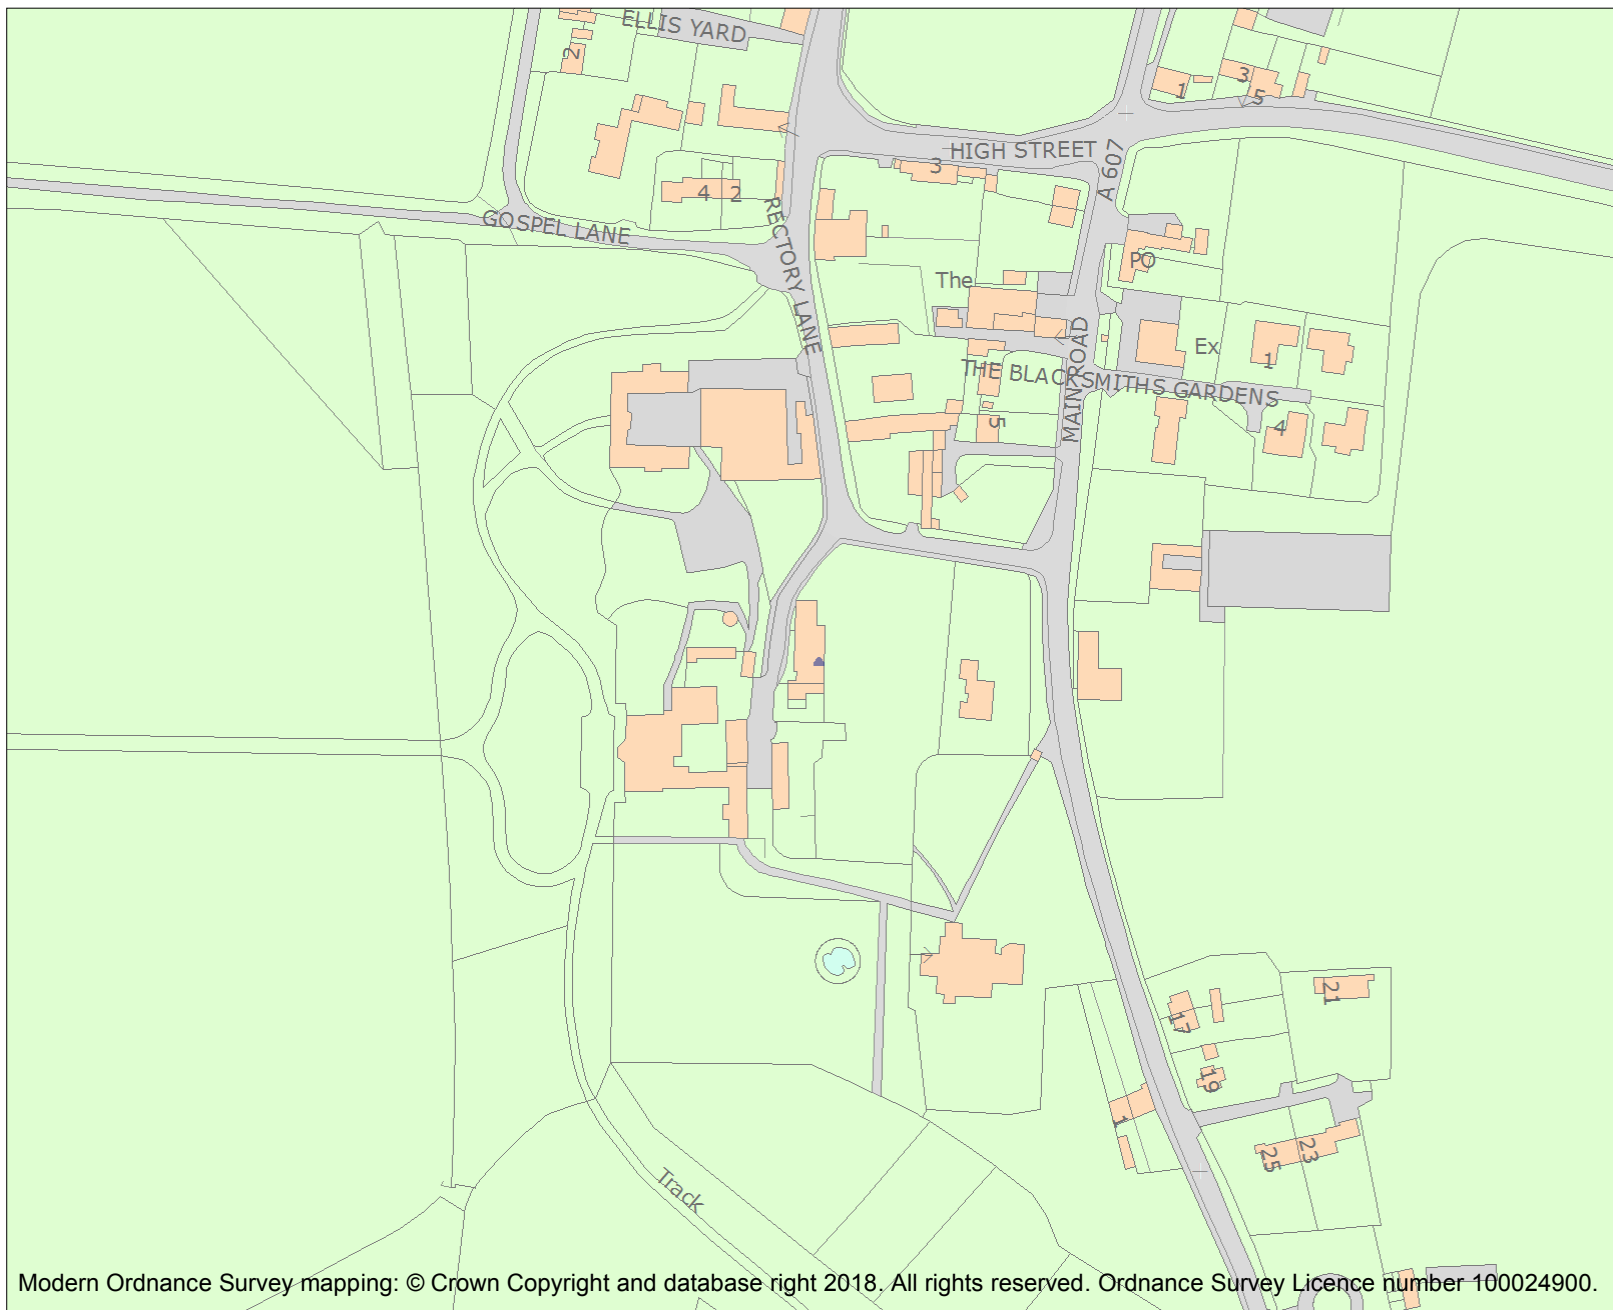 ELLIS YARD
2
1
3
5
HIGH STREET
A 607
3
4
2
GOSPEL LANE
RECTORY LANE
PO
The
MAIN ROAD
Ex
1
THE BLACKSMITHS GARDENS
5
4
21
17
19
1
25
23
Track
Modern Ordnance Survey mapping: © Crown Copyright and database right 2018. All rights reserved. Ordnance Survey Licence number 100024900.